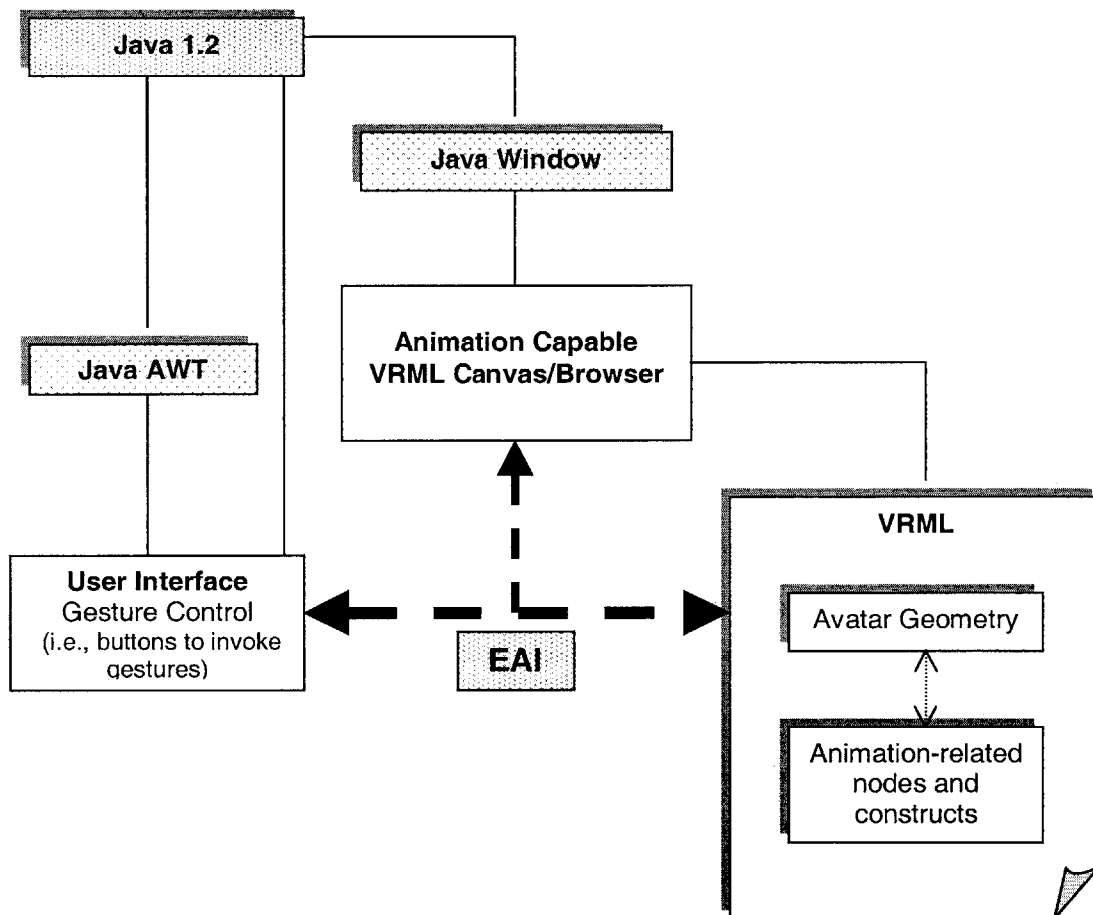 Java 1.2
Java Window
Animation Capable
VRML Canvas/Browser
Java AWT
VRML
User Interface
Gesture Control
(i.e., buttons to invoke
gestures)
EAI
Avatar Geometry
Animation-related
nodes and
constructs